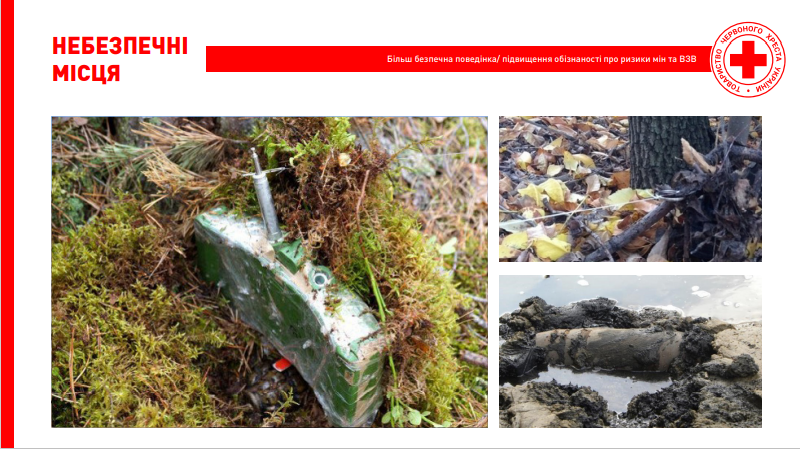 НЕБЕЗПЕЧНІ
МІСЦЯ
Більш безпечна поведінка/ підвищення обізнаності про ризики мін та ВЗВ
ТОВАРИСТВО ЧЕРВОНОГО ХРЕСТА УКРАЇНИ